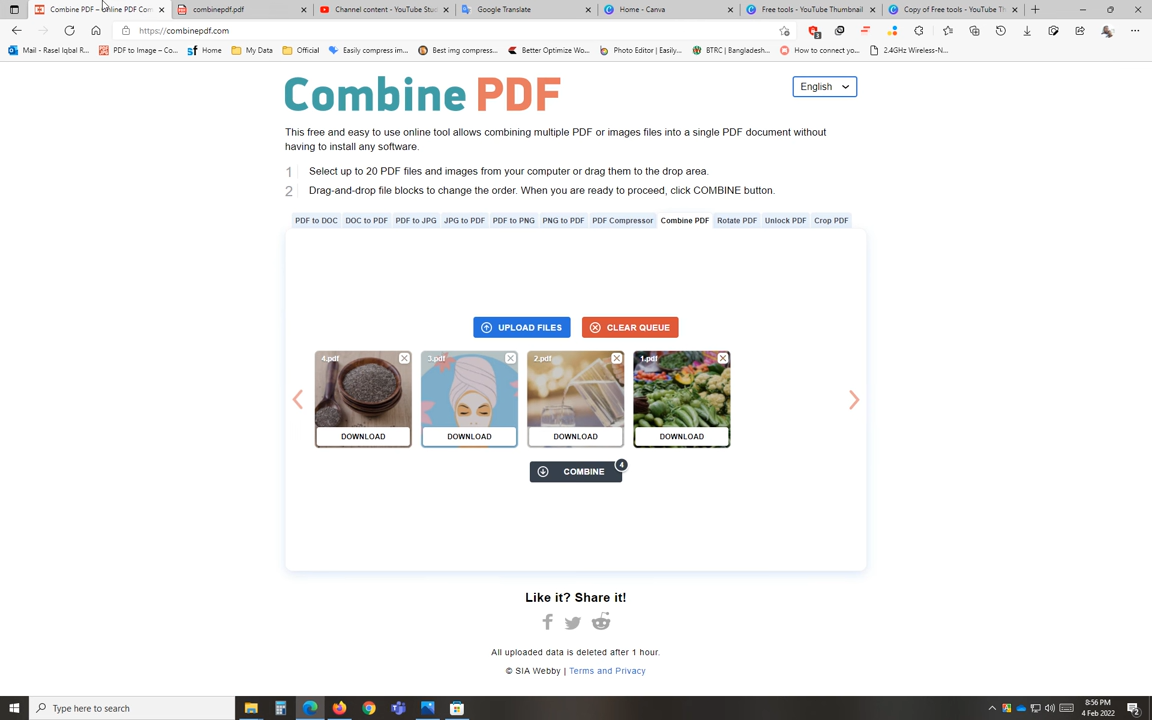 Combine PDF – Online PDF Com
combinepdf.pdf
Channel content - YouTube Stu
Google Translate
Home - Canva
Free tools - YouTube Thumbnail
Copy of Free tools - YouTube Th
https://combinepdf.com
3
Mail - Rasel Iqbal R...
PDF to Image – Co...
Home
My Data
Official
Easily compress im...
Best img compress...
Better Optimize Wo...
Photo Editor | Easily...
BTRC | Bangladesh...
How to connect yo...
2.4GHz Wireless-N...
Combine PDF
English
This free and easy to use online tool allows combining multiple PDF or images files into a single PDF document without
having to install any software.
1 Select up to 20 PDF files and images from your computer or drag them to the drop area.
2 Drag-and-drop file blocks to change the order. When you are ready to proceed, click COMBINE button.
PDF to DOC
DOC to PDF
PDF to JPG
JPG to PDF
PDF to PNG
PNG to PDF
PDF Compressor
Combine PDF
Rotate PDF
Unlock PDF
Crop PDF
UPLOAD FILES
CLEAR QUEUE
4.pdf
3.pdf
2.pdf
1.pdf
DOWNLOAD
DOWNLOAD
DOWNLOAD
DOWNLOAD
COMBINE
4
Like it? Share it!
All uploaded data is deleted after 1 hour.
© SIA Webby | Terms and Privacy
Type here to search
8:56 PM
4 Feb 2022
2